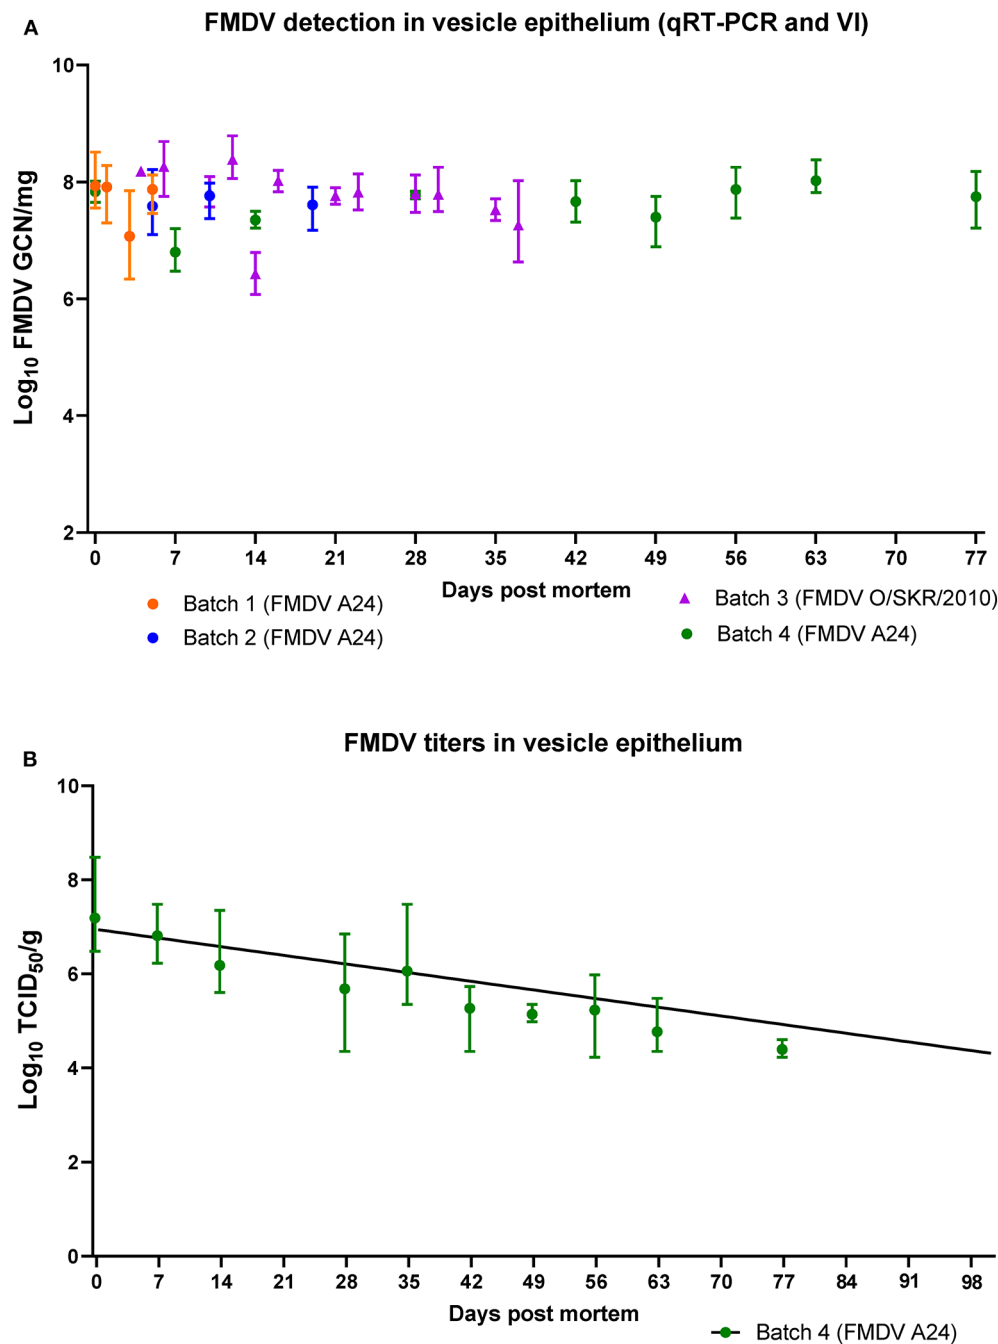 A
FMDV detection in vesicle epithelium (qRT-PCR and VI)
Log10 FMDV GCN/mg
10
8
6
4
2
0 7 14 21 28 35 42 49 56 63 70 77
Days post mortem
Batch 1 (FMDV A24)
Batch 2 (FMDV A24)
Batch 3 (FMDV O/SKR/2010)
Batch 4 (FMDV A24)
B
FMDV titers in vesicle epithelium
Log10 TCID50/g
10
8
6
4
2
0
0 7 14 21 28 35 42 49 56 63 70 77 84 91 98
Days post mortem
Batch 4 (FMDV A24)